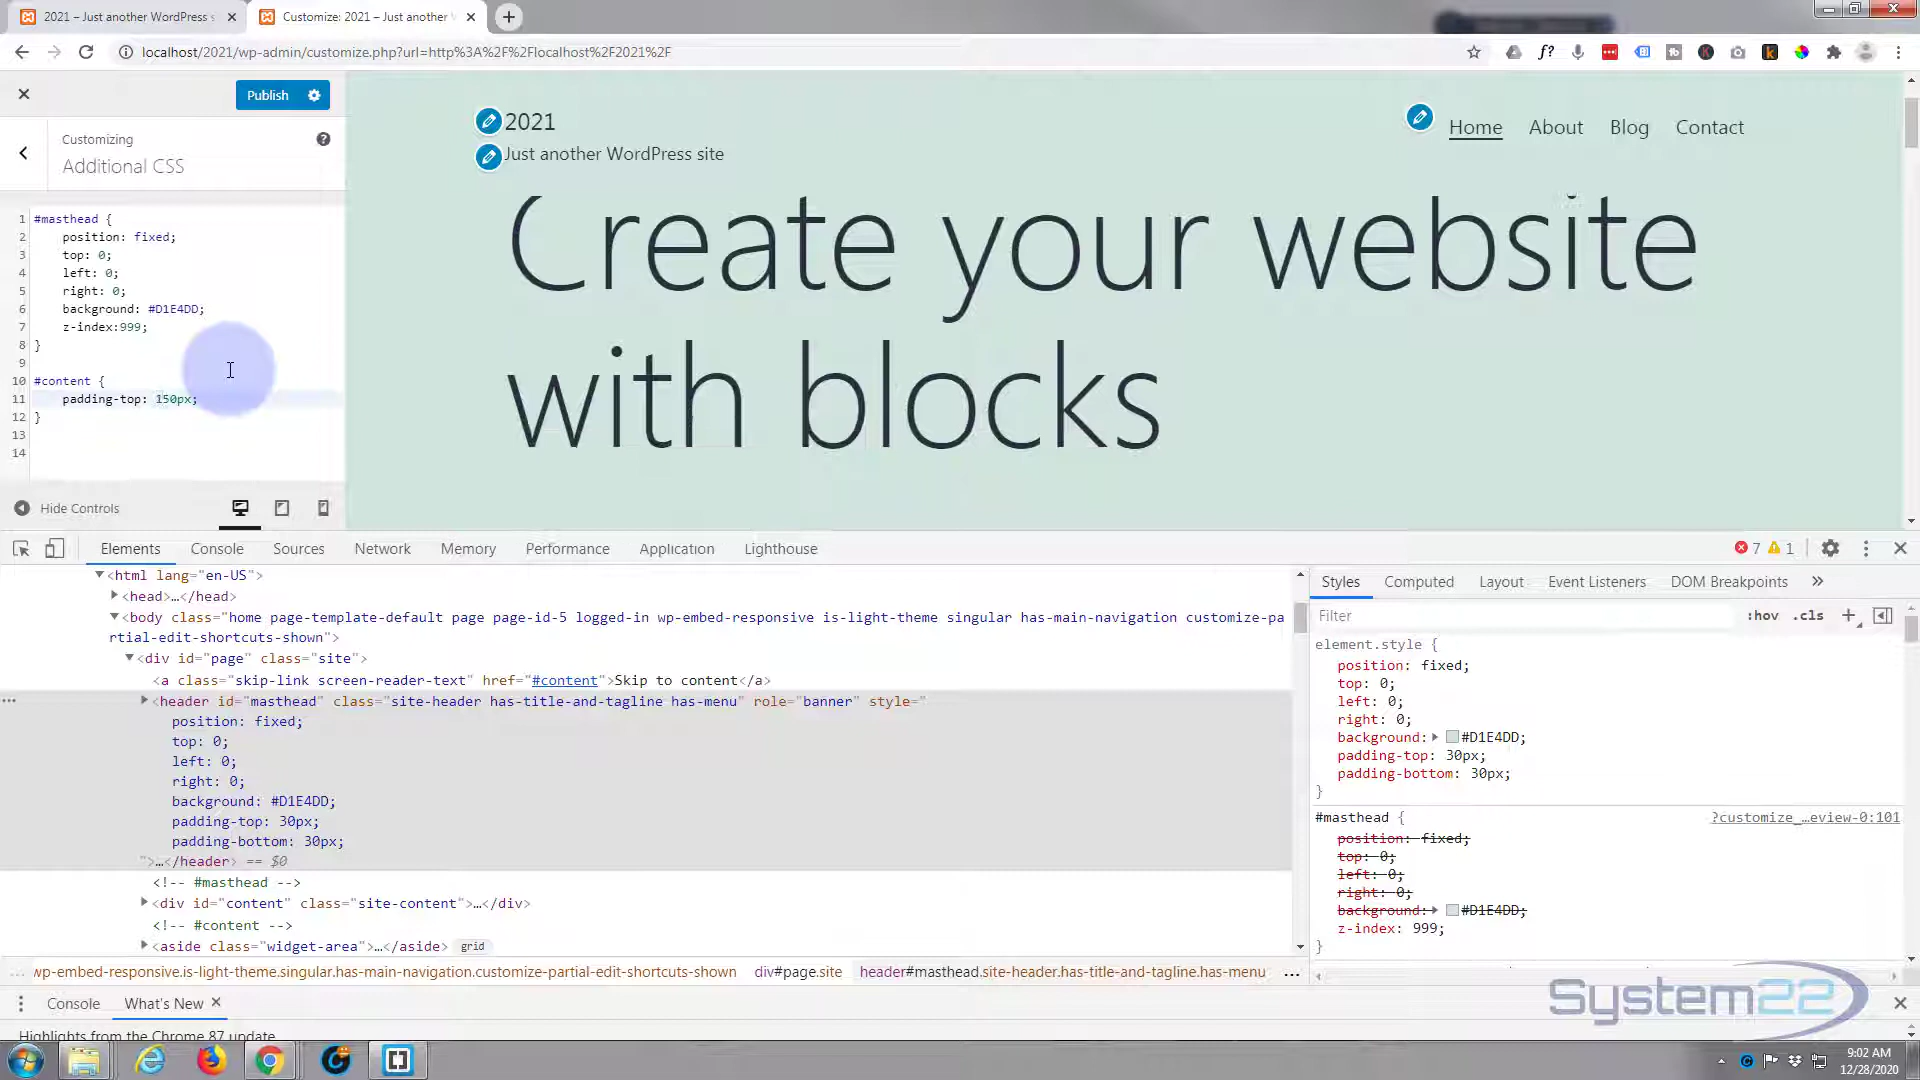 2021 – Just another WordPress s
Customize: 2021 – Just another W
localhost/2021/wp-admin/customize.php?url=http%3A%2F%2Flocalhost%2F2021%2F
Publish
Customizing
Additional CSS
1 #masthead {
2 position: fixed;
3 top: 0;
4 left: 0;
5 right: 0;
6 background: #D1E4DD;
7 z-index:999;
8 }
9
10 #content {
11 padding-top: 150px;
12 }
13
14
Hide Controls
2021
Just another WordPress site
Home About Blog Contact
Create your website
with blocks
Elements Console Sources Network Memory Performance Application Lighthouse
7 1
<html lang="en-US">
<head>…</head>
<body class="home page-template-default page page-id-5 logged-in wp-embed-responsive is-light-theme singular has-main-navigation customize-pa
rtial-edit-shortcuts-shown">
<div id="page" class="site">
<a class="skip-link screen-reader-text" href="#content">Skip to content</a>
<header id="masthead" class="site-header has-title-and-tagline has-menu" role="banner" style="
position: fixed;
top: 0;
left: 0;
right: 0;
background: #D1E4DD;
padding-top: 30px;
padding-bottom: 30px;
">…</header> == $0
<!-- #masthead -->
<div id="content" class="site-content">…</div>
<!-- #content -->
<aside class="widget-area">…</aside> grid
… wp-embed-responsive.is-light-theme.singular.has-main-navigation.customize-partial-edit-shortcuts-shown div#page.site header#masthead.site-header.has-title-and-tagline.has-menu …
Styles Computed Layout Event Listeners DOM Breakpoints »
Filter :hov .cls +
element.style {
position: fixed;
top: 0;
left: 0;
right: 0;
background: #D1E4DD;
padding-top: 30px;
padding-bottom: 30px;
}
#masthead { ?customize_…eview-0:101
position: fixed;
top: 0;
left: 0;
right: 0;
background: #D1E4DD;
z-index: 999;
}
Console What's New
Highlights from the Chrome 87 update
System22
9:02 AM
12/28/2020